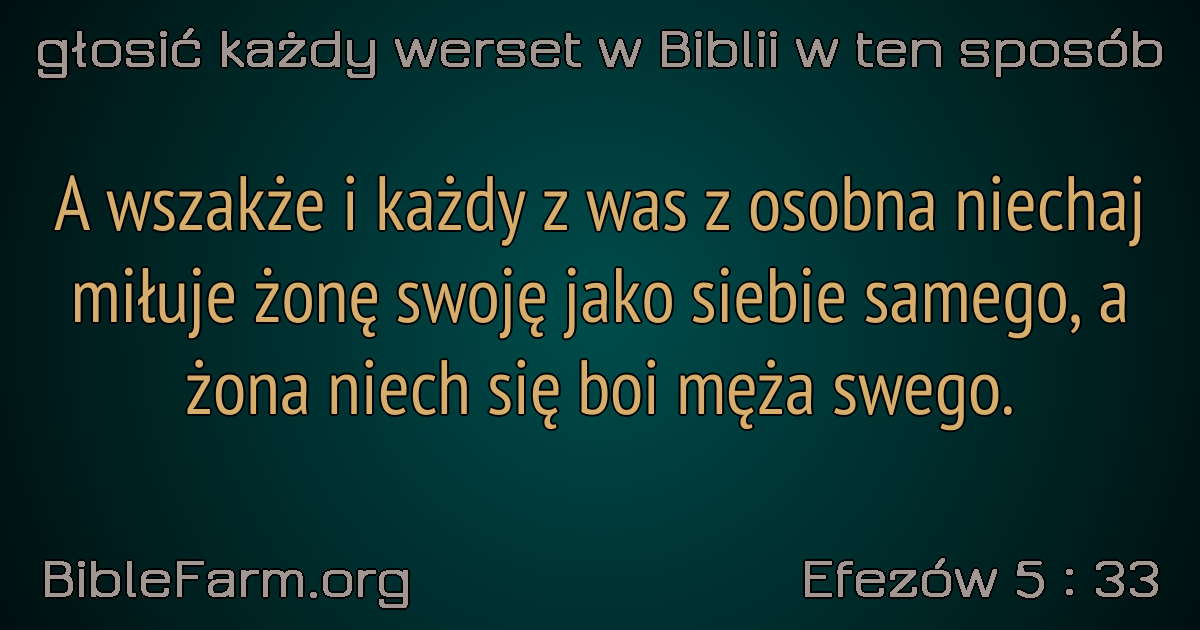 głosić każdy werset w Biblii w ten sposób
A wszakże i każdy z was z osobna niechaj
miłuje żonę swoję jako siebie samego, a
żona niech się boi męża swego.
BibleFarm.org
Efezów 5 : 33